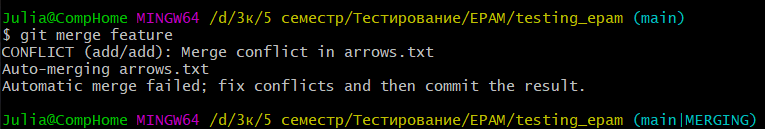 Julia@CompHome MINGW64 /d/3к/5 семестр/Тестирование/EPAM/testing_epam (main)
$ git merge feature
CONFLICT (add/add): Merge conflict in arrows.txt
Auto-merging arrows.txt
Automatic merge failed; fix conflicts and then commit the result.
Julia@CompHome MINGW64 /d/3к/5 семестр/Тестирование/EPAM/testing_epam (main|MERGING)